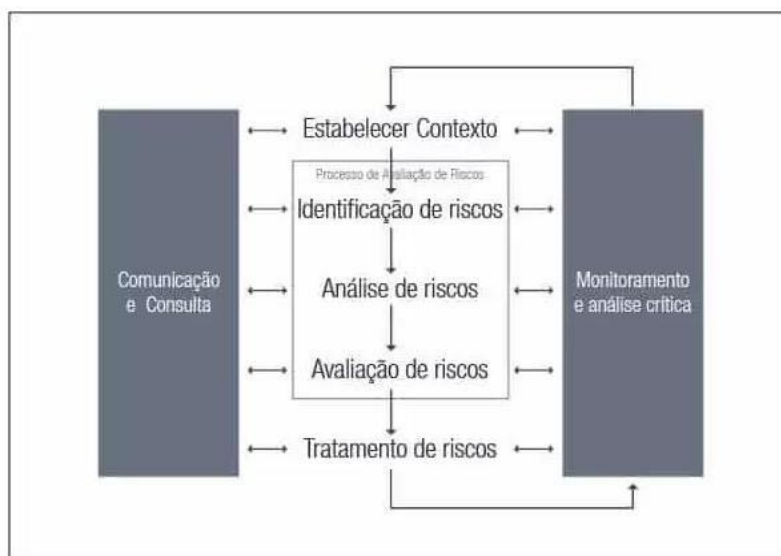 Estabelecer Contexto
Processo de Avaliação de Riscos
Identificação de riscos
Comunicação
e Consulta
Análise de riscos
Monitoramento
e análise crítica
Avaliação de riscos
Tratamento de riscos